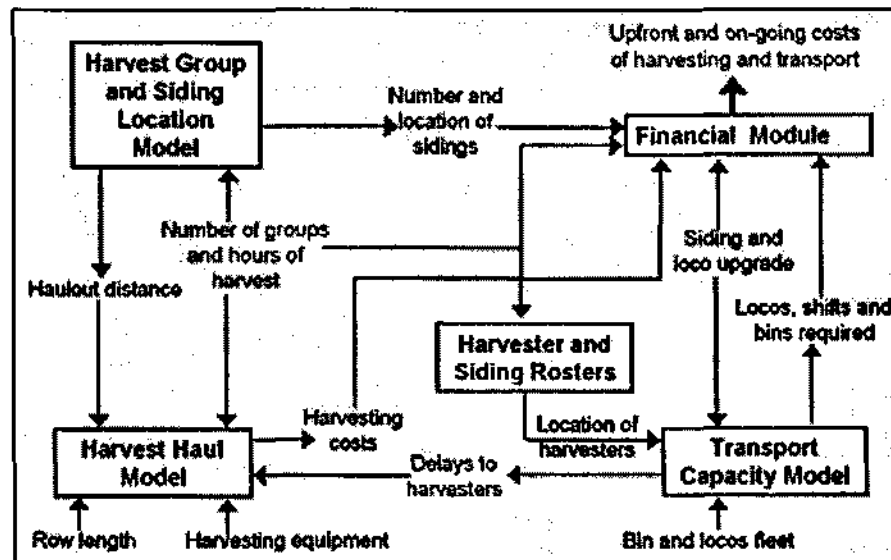 Upfront and on-going costs
of harvesting and transport
Harvest Group
and Siding
Location
Model
Number and
location of
sidings
Financial Module
Number of groups
and hours of
harvest
Siding and
loco upgrade
Haulout distance
Locos, shifts and
bins required
Harvester and
Siding Rosters
Harvesting
costs
Location of
harvesters
Harvest Haul
Model
Delays to
harvesters
Transport
Capacity Model
Row length
Harvesting equipment
Bin and locos fleet